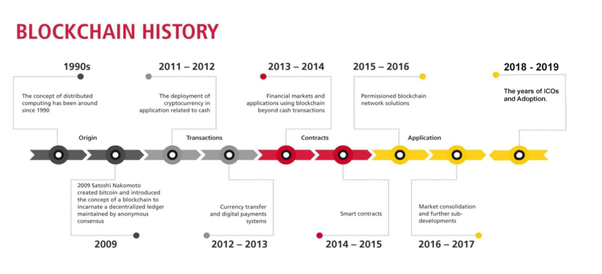 BLOCKCHAIN HISTORY
1990s
2011 – 2012
2013 – 2014
2015 – 2016
2018 - 2019
The concept of distributed
computing has been around
since 1990
The deployment of
cryptocurrency in
application related to cash
Financial markets and
applications using blockchain
beyond cash transactions
Permissioned blockchain
network solutions
The years of ICOs
and Adoption.
Origin
Transactions
Contracts
Application
2009 Satoshi Nakomoto
created bitcoin and introduced
the concept of a blockchain to
incarnate a decentralized ledger
maintained by anonymous
consensus
Currency transfer
and digital payments
systems
Smart contracts
Market consolidation
and further sub-
developments
2009
2012 – 2013
2014 – 2015
2016 – 2017